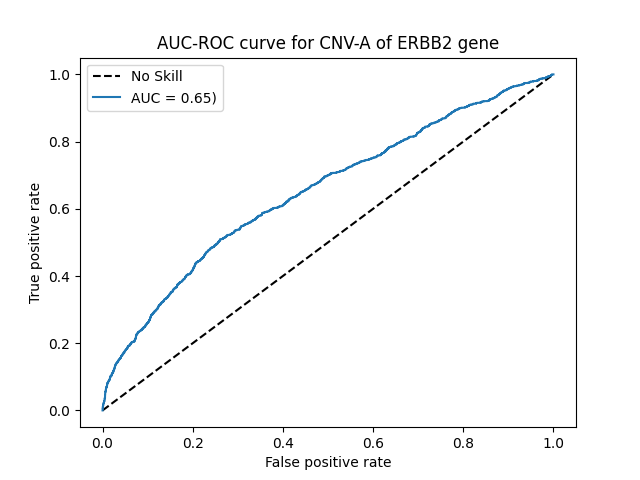 AUC-ROC curve for CNV-A of ERBB2 gene
No Skill
AUC = 0.65)
1.0
0.8
0.6
0.4
0.2
0.0
True positive rate
0.0 0.2 0.4 0.6 0.8 1.0
False positive rate